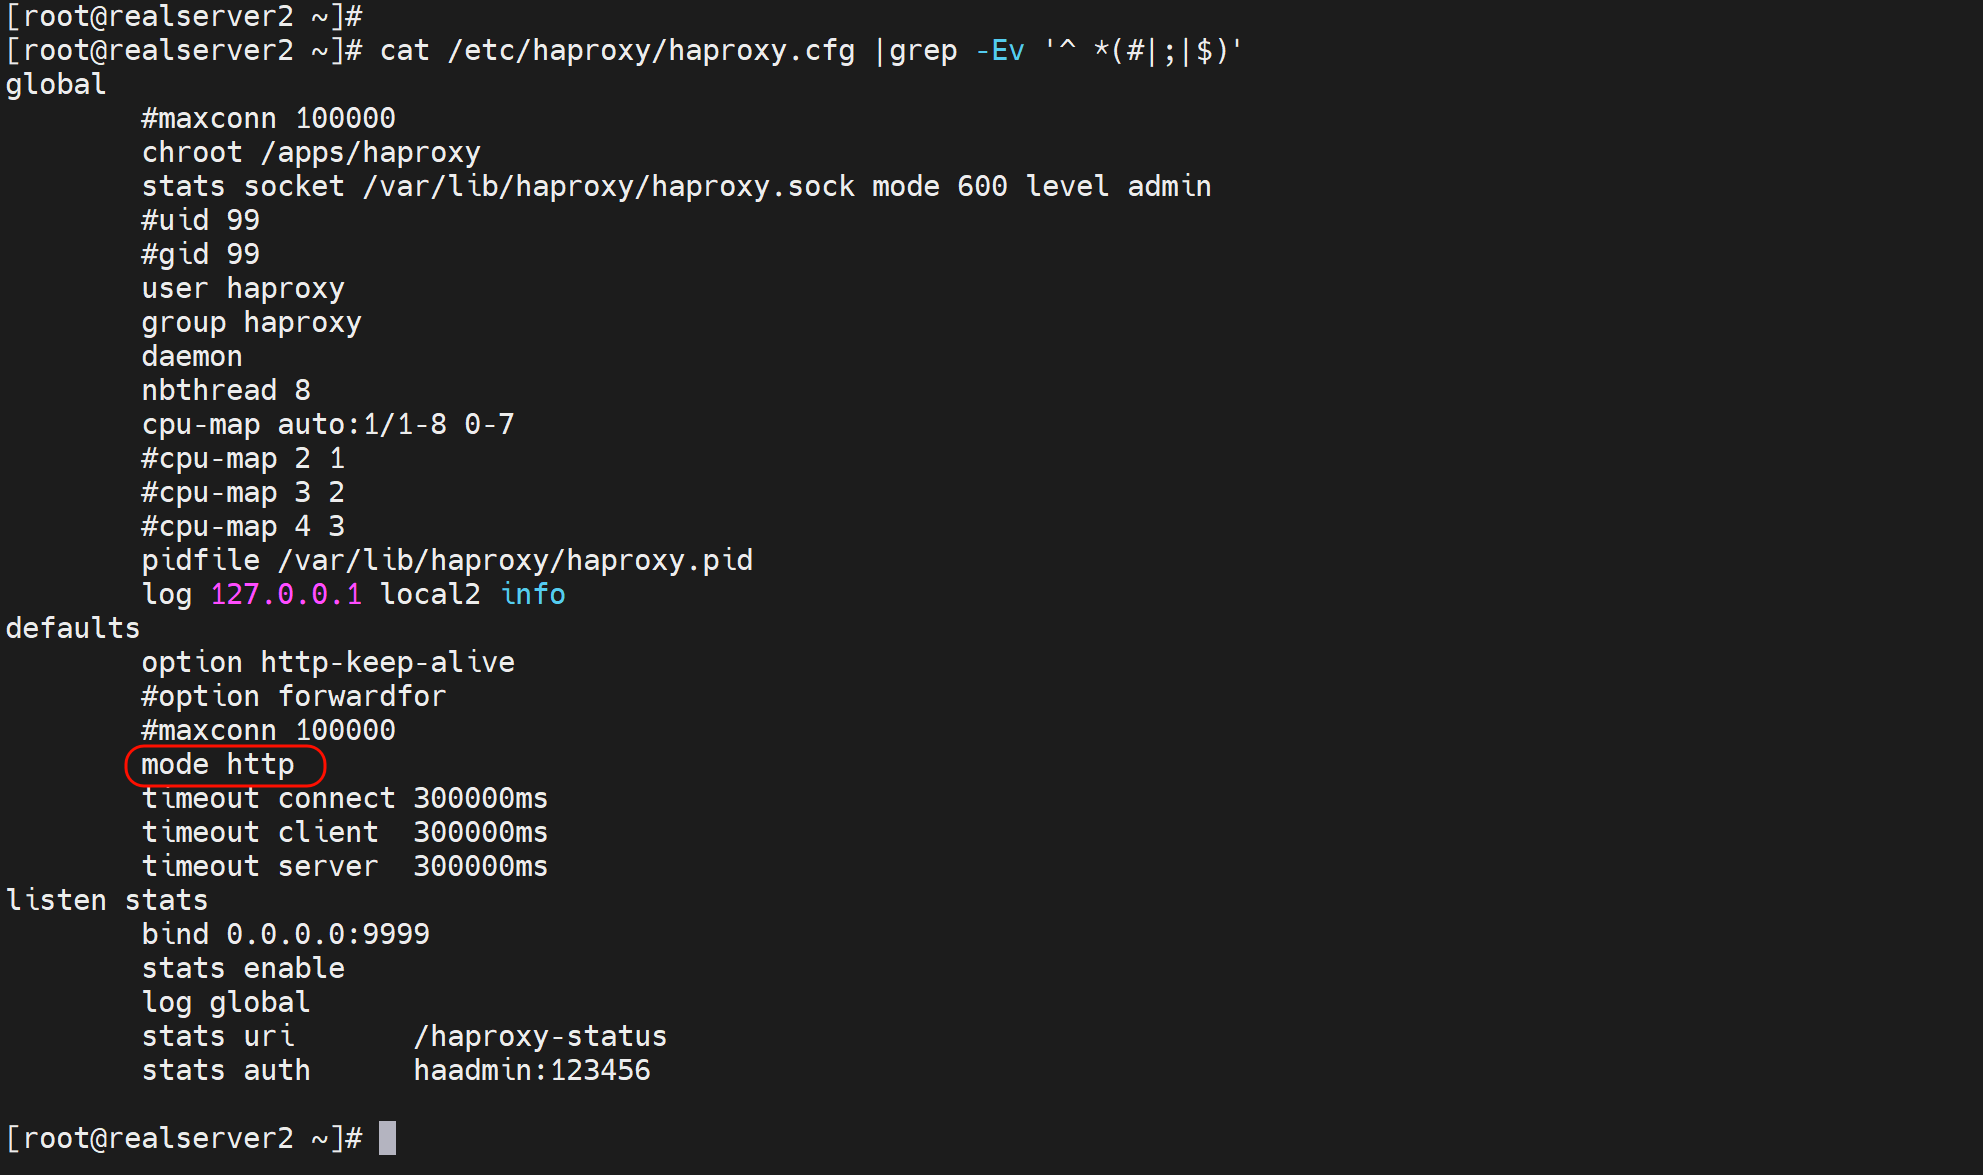 [root@realserver2 ~]#
[root@realserver2 ~]# cat /etc/haproxy/haproxy.cfg |grep -Ev '^ *(#|;|$)'
global
        #maxconn 100000
        chroot /apps/haproxy
        stats socket /var/lib/haproxy/haproxy.sock mode 600 level admin
        #uid 99
        #gid 99
        user haproxy
        group haproxy
        daemon
        nbthread 8
        cpu-map auto:1/1-8 0-7
        #cpu-map 2 1
        #cpu-map 3 2
        #cpu-map 4 3
        pidfile /var/lib/haproxy/haproxy.pid
        log 127.0.0.1 local2 info
defaults
        option http-keep-alive
        #option forwardfor
        #maxconn 100000
        mode http
        timeout connect 300000ms
        timeout client  300000ms
        timeout server  300000ms
listen stats
        bind 0.0.0.0:9999
        stats enable
        log global
        stats uri       /haproxy-status
        stats auth      haadmin:123456

[root@realserver2 ~]#